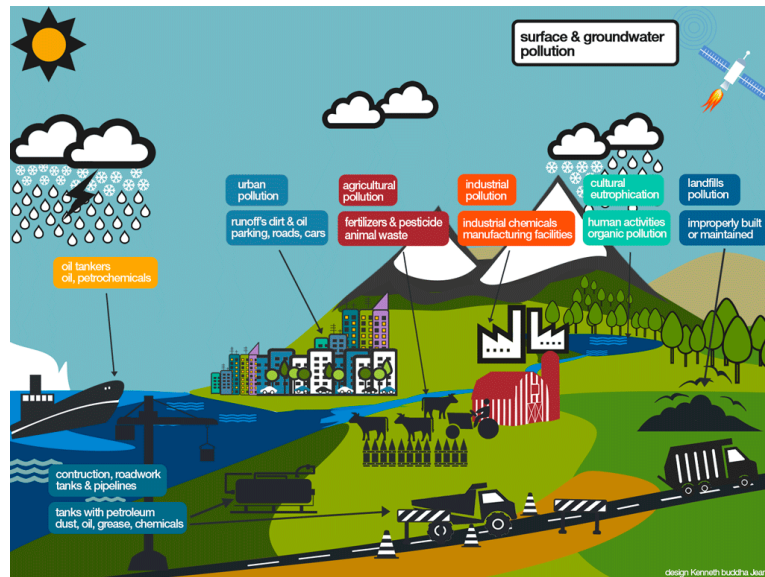 surface & groundwater
pollution
urban
pollution
runoff's dirt & oil
parking, roads, cars
agricultural
pollution
fertilizers & pesticide
animal waste
industrial
pollution
industrial chemicals
manufacturing facilities
cultural
eutrophication
human activities
organic pollution
landfills
pollution
improperly built
or maintained
oil tankers
oil, petrochemicals
contruction, roadwork
tanks & pipelines
tanks with petroleum
dust, oil, grease, chemicals
design Kenneth buddha Jean